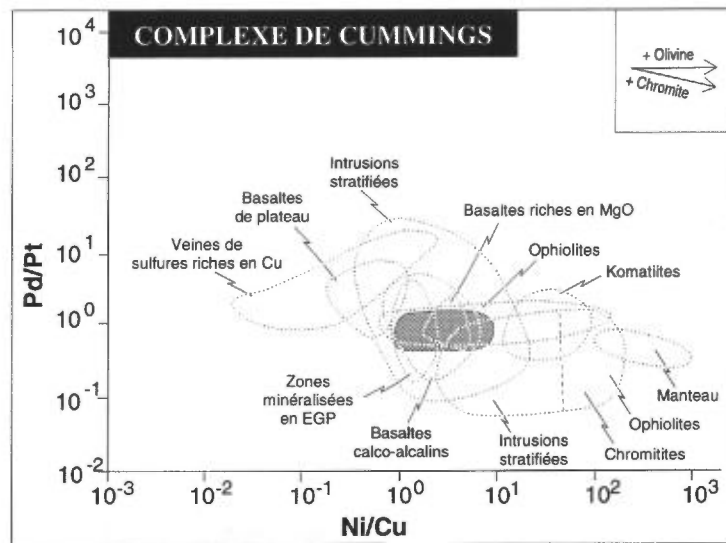 COMPLEXE DE CUMMINGS
+ Olivine
+ Chromite
Pd/Pt
10^4
10^3
10^2
10^1
10^0
10^-1
10^-2
Intrusions
stratifiées
Basaltes
de plateau
Basaltes riches en MgO
Veines de
sulfures riches en Cu
Ophiolites
Komatiites
Zones
minéralisées
en EGP
Basaltes
calco-alcalins
Intrusions
stratifiées
Manteau
Ophiolites
Chromitites
10^-3
10^-2
10^-1
10^0
10^1
10^2
10^3
Ni/Cu